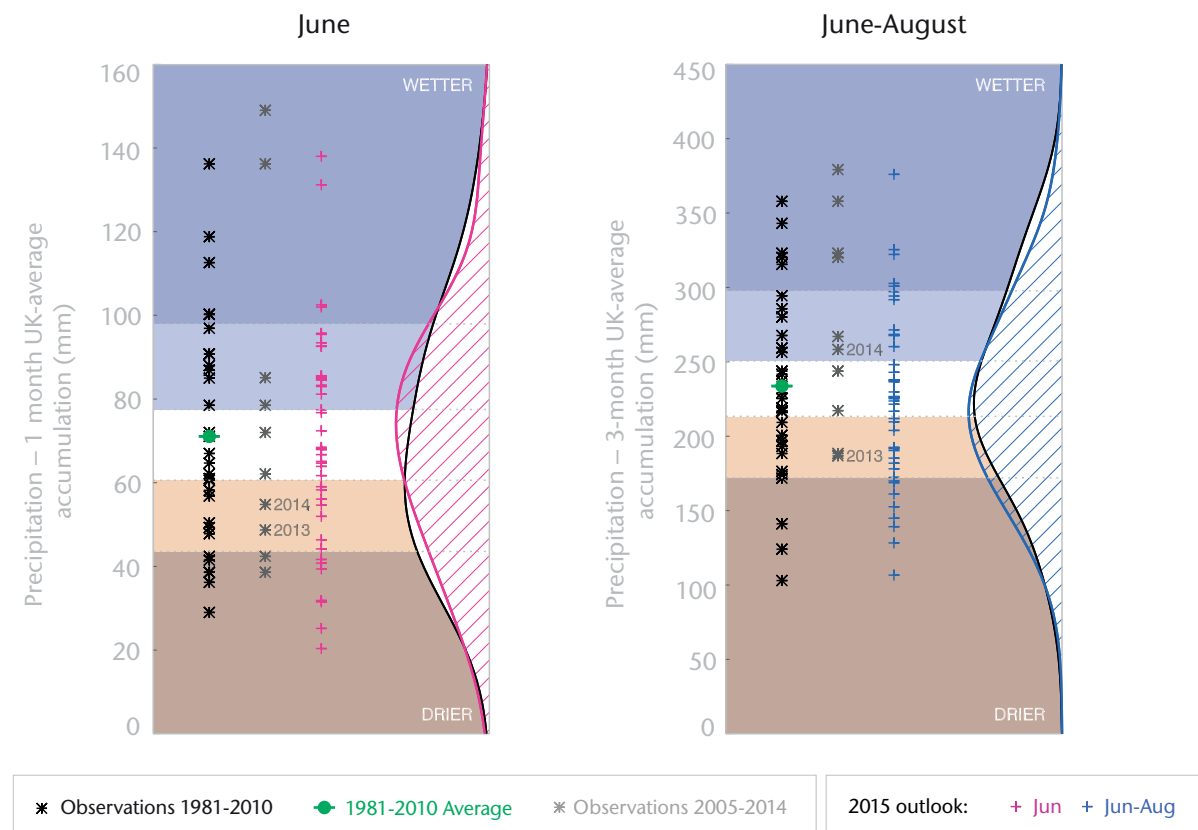 June
Precipitation – 1 month UK-average
accumulation (mm)
160
140
120
100
80
60
40
20
0
WETTER
2014
2013
DRIER
June-August
Precipitation – 3-month UK-average
accumulation (mm)
450
400
350
300
250
200
150
100
50
0
WETTER
2014
2013
DRIER
Observations 1981-2010
1981-2010 Average
Observations 2005-2014
2015 outlook:
Jun
Jun-Aug